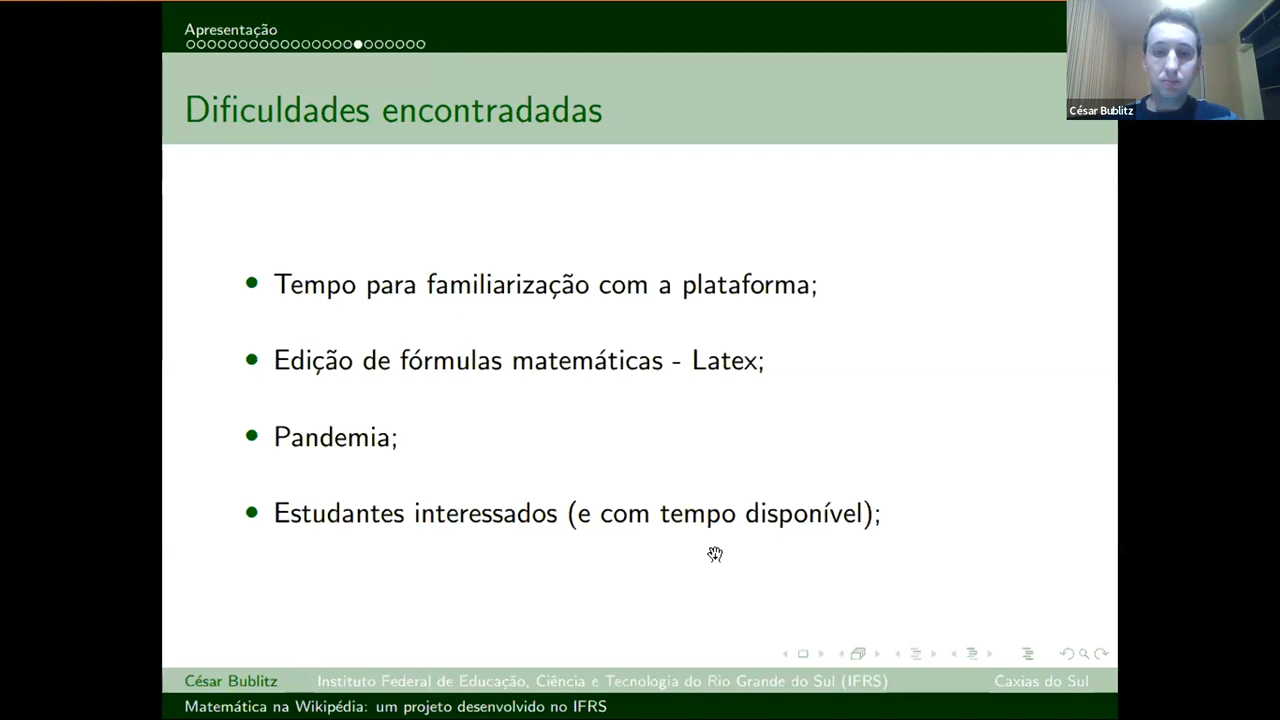 Apresentação
César Bublitz
Dificuldades encontradadas
Tempo para familiarização com a plataforma;
Edição de fórmulas matemáticas - Latex;
Pandemia;
Estudantes interessados (e com tempo disponível);
César Bublitz Instituto Federal de Educação, Ciência e Tecnologia do Rio Grande do Sul (IFRS) Caxias do Sul
Matemática na Wikipédia: um projeto desenvolvido no IFRS